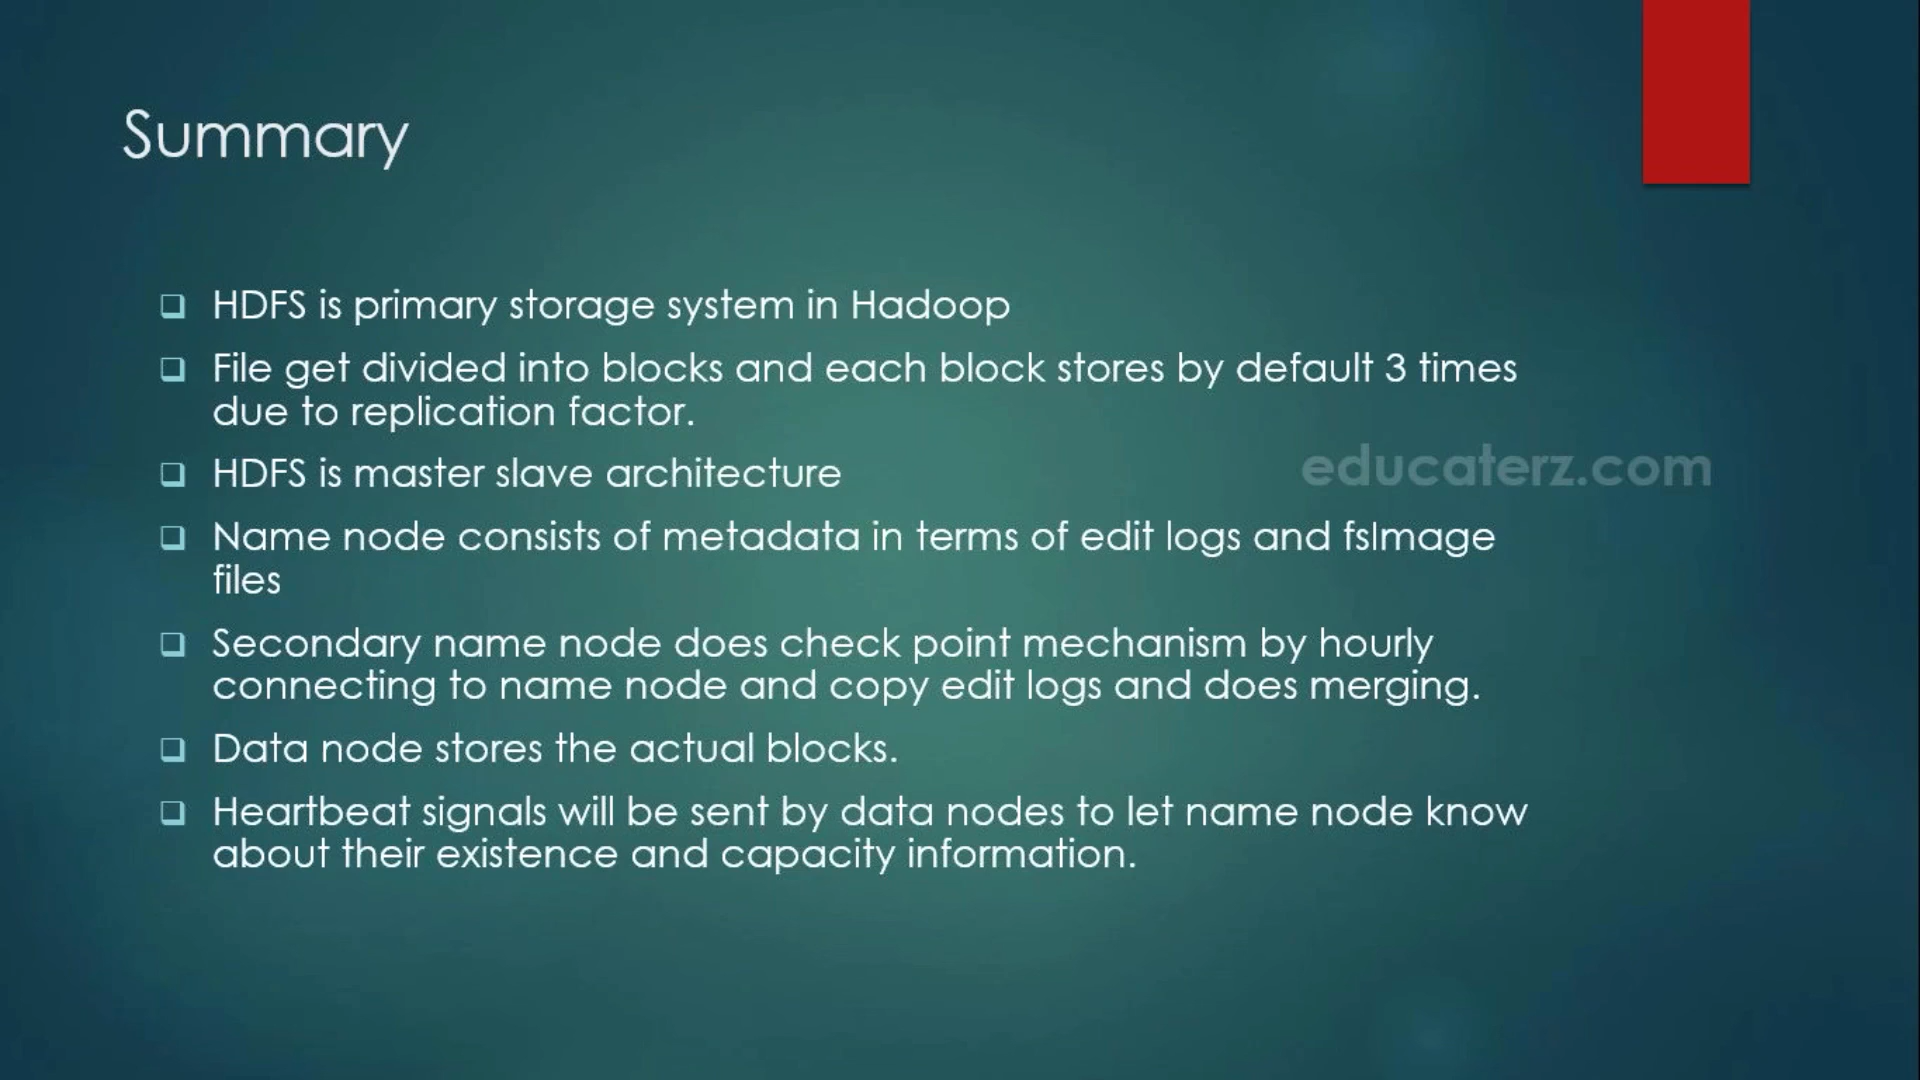 Summary
HDFS is primary storage system in Hadoop
File get divided into blocks and each block stores by default 3 times
due to replication factor.
HDFS is master slave architecture
educaterz.com
Name node consists of metadata in terms of edit logs and fsImage
files
Secondary name node does check point mechanism by hourly
connecting to name node and copy edit logs and does merging.
Data node stores the actual blocks.
Heartbeat signals will be sent by data nodes to let name node know
about their existence and capacity information.